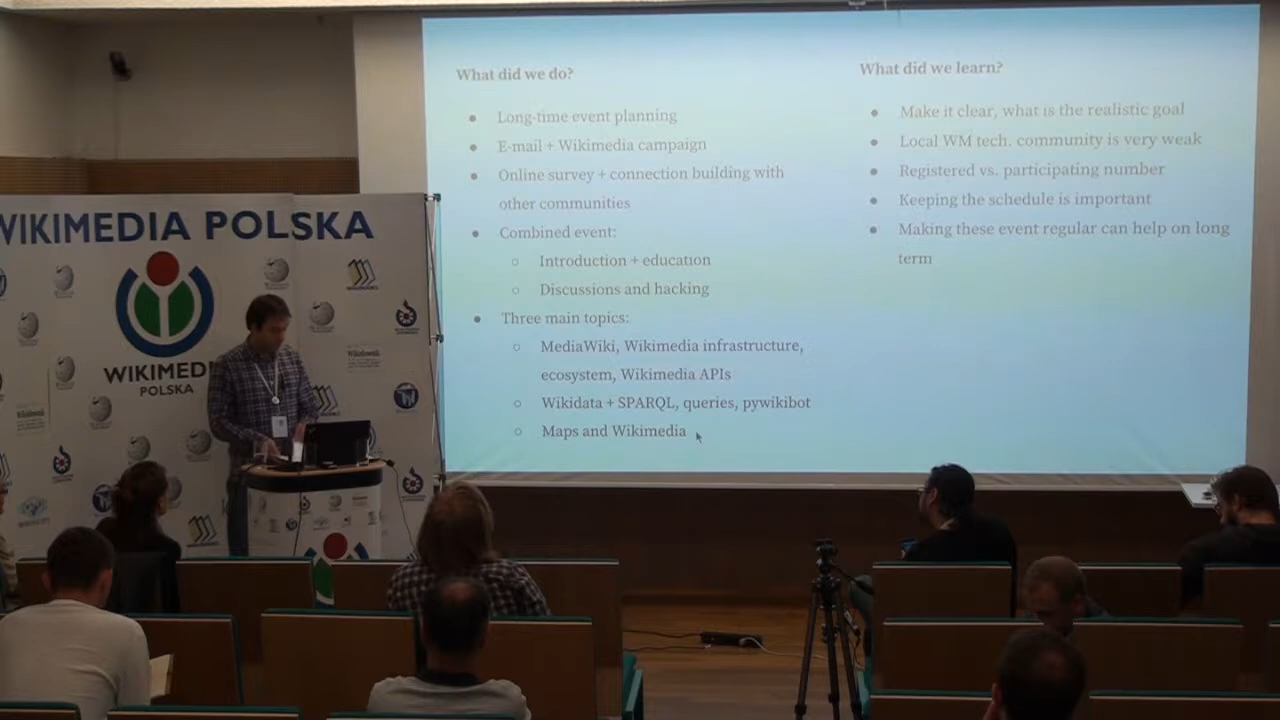 What did we do?
Long-time event planning
E-mail + Wikimedia campaign
Online survey + connection building with
other communities
Combined event:
Introduction + education
Discussions and hacking
Three main topics:
MediaWiki, Wikimedia infrastructure,
ecosystem, Wikimedia APIs
Wikidata + SPARQL, queries, pywikibot
Maps and Wikimedia
What did we learn?
Make it clear, what is the realistic goal
Local WM tech. community is very weak
Registered vs. participating number
Keeping the schedule is important
Making these event regular can help on long
term
WIKIMEDIA POLSKA
WIKIMEDI
POLSKA